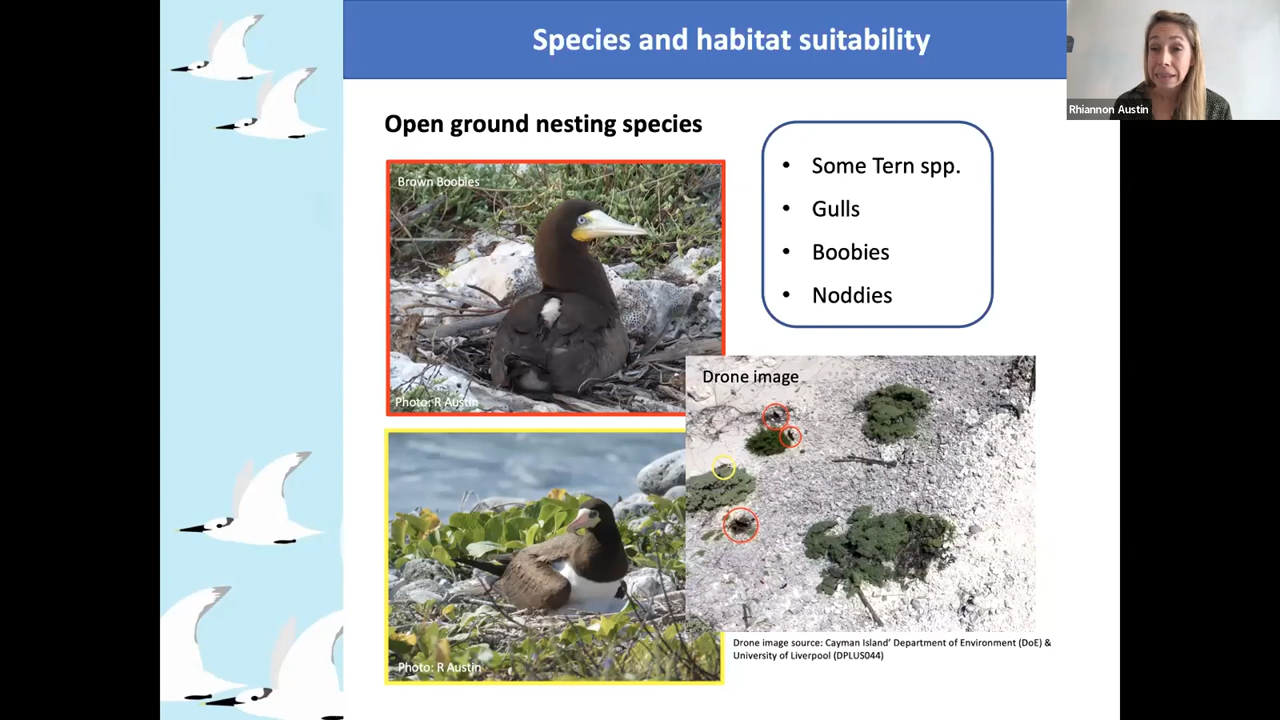 Species and habitat suitability
Rhiannon Austin
Open ground nesting species
Brown Boobies
Photo: R Austin
• Some Tern spp.
• Gulls
• Boobies
• Noddies
Drone image
Photo: R Austin
Drone image source: Cayman Island' Department of Environment (DoE) &
University of Liverpool (DPLUS044)